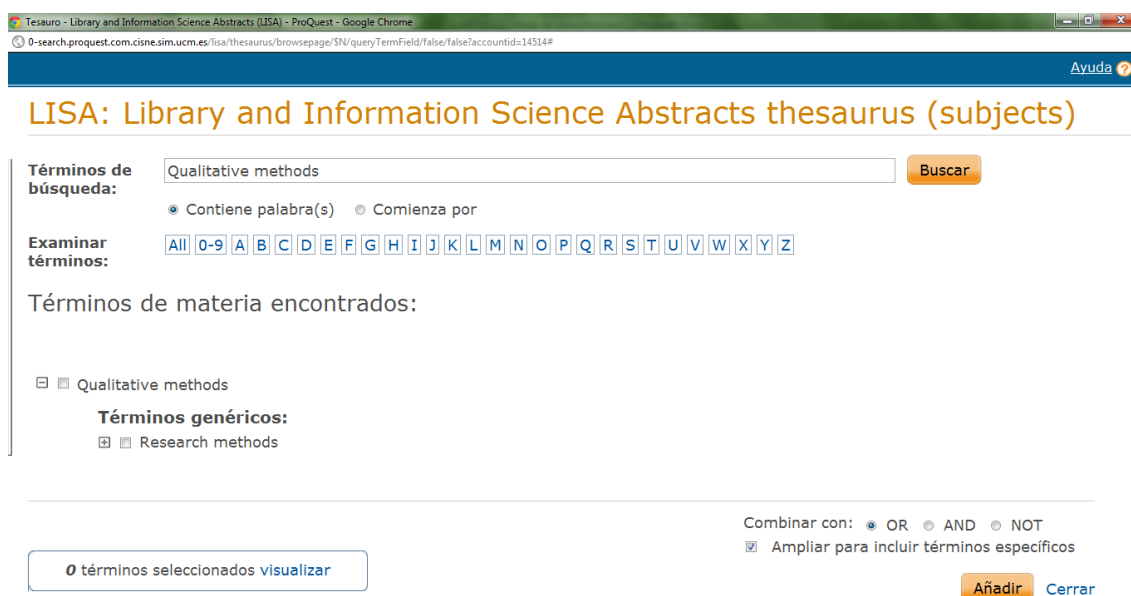 Tesauro - Library and Information Science Abstracts (LISA) - ProQuest - Google Chrome
0-search.proquest.com.cisne.sim.ucm.es/lisa/thesaurus/browsepage/$N/queryTermField/false/false?accountid=14514#
Ayuda ?
LISA: Library and Information Science Abstracts thesaurus (subjects)
Términos de búsqueda:
Qualitative methods
Buscar
Contiene palabra(s) Comienza por
Examinar términos:
All 0-9 A B C D E F G H I J K L M N O P Q R S T U V W X Y Z
Términos de materia encontrados:
Qualitative methods
Términos genéricos:
Research methods
Combinar con: OR AND NOT
Ampliar para incluir términos específicos
0 términos seleccionados visualizar
Añadir Cerrar